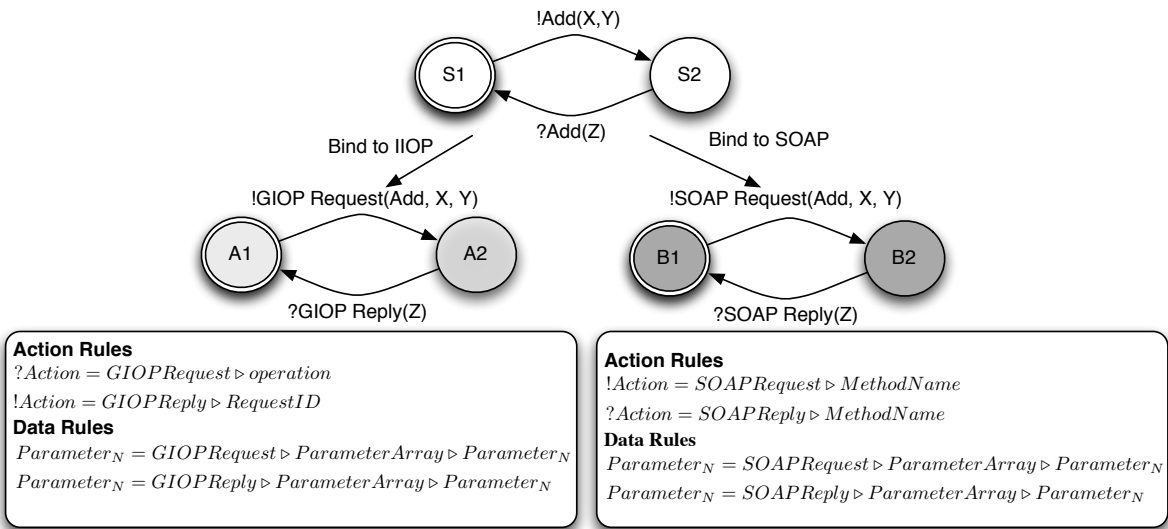 !Add(X,Y)
S1
S2
?Add(Z)
Bind to IIOP
Bind to SOAP
!GIOP Request(Add, X, Y)
!SOAP Request(Add, X, Y)
A1
A2
B1
B2
?GIOP Reply(Z)
?SOAP Reply(Z)
Action Rules
?Action = GIOPRequest ▹ operation
!Action = GIOPReply ▹ RequestID
Data Rules
Parameter_N = GIOPRequest ▹ ParameterArray ▹ Parameter_N
Parameter_N = GIOPReply ▹ ParameterArray ▹ Parameter_N
Action Rules
!Action = SOAPRequest ▹ MethodName
?Action = SOAPReply ▹ MethodName
Data Rules
Parameter_N = SOAPRequest ▹ ParameterArray ▹ Parameter_N
Parameter_N = SOAPReply ▹ ParameterArray ▹ Parameter_N